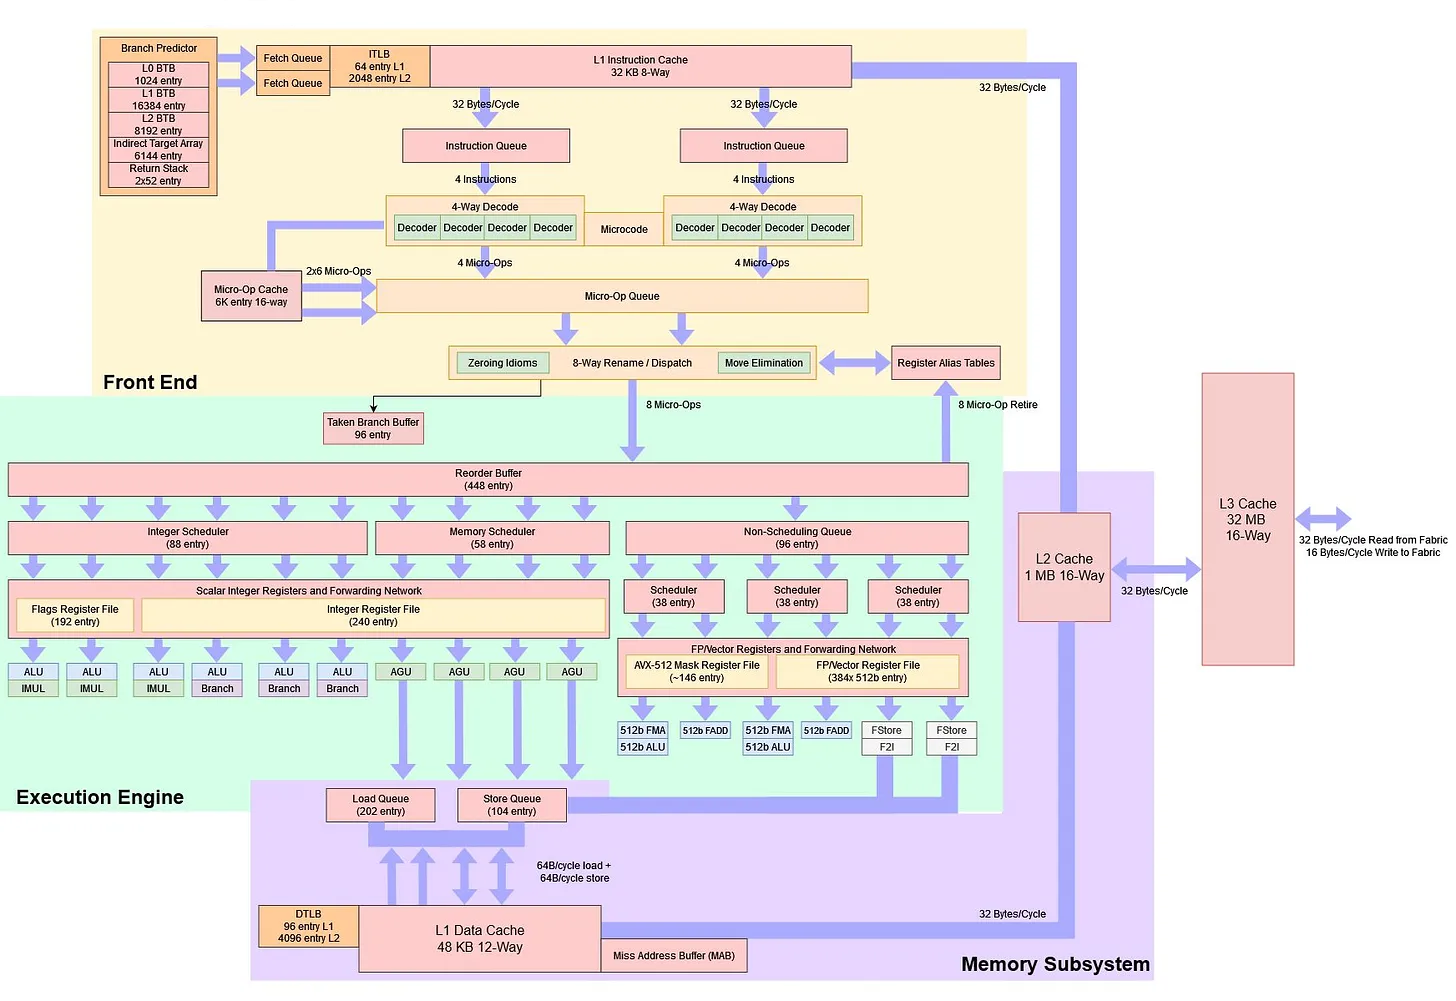 Branch Predictor
L0 BTB
1024 entry
L1 BTB
16384 entry
L2 BTB
8192 entry
Indirect Target Array
6144 entry
Return Stack
2x52 entry
Fetch Queue
Fetch Queue
ITLB
64 entry L1
2048 entry L2
L1 Instruction Cache
32 KB 8-Way
32 Bytes/Cycle
32 Bytes/Cycle
32 Bytes/Cycle
Instruction Queue
Instruction Queue
4 Instructions
4 Instructions
4-Way Decode
Decoder
Decoder
Decoder
Decoder
Microcode
4-Way Decode
Decoder
Decoder
Decoder
Decoder
4 Micro-Ops
4 Micro-Ops
Micro-Op Cache
6K entry 16-way
2x6 Micro-Ops
Micro-Op Queue
Zeroing Idioms
8-Way Rename / Dispatch
Move Elimination
Register Alias Tables
Front End
Taken Branch Buffer
96 entry
8 Micro-Ops
8 Micro-Op Retire
Reorder Buffer
(448 entry)
Integer Scheduler
(88 entry)
Memory Scheduler
(58 entry)
Non-Scheduling Queue
(96 entry)
Scalar Integer Registers and Forwarding Network
Flags Register File
(192 entry)
Integer Register File
(240 entry)
Scheduler
(38 entry)
Scheduler
(38 entry)
Scheduler
(38 entry)
FP/Vector Registers and Forwarding Network
AVX-512 Mask Register File
(~146 entry)
FP/Vector Register File
(384x 512b entry)
ALU
IMUL
ALU
IMUL
ALU
IMUL
ALU
Branch
ALU
Branch
ALU
Branch
AGU
AGU
AGU
AGU
512b FMA
512b ALU
512b FADD
512b FMA
512b ALU
512b FADD
FStore
F2I
FStore
F2I
Execution Engine
Load Queue
(202 entry)
Store Queue
(104 entry)
64B/cycle load +
64B/cycle store
DTLB
96 entry L1
4096 entry L2
L1 Data Cache
48 KB 12-Way
Miss Address Buffer (MAB)
32 Bytes/Cycle
Memory Subsystem
L2 Cache
1 MB 16-Way
32 Bytes/Cycle
L3 Cache
32 MB
16-Way
32 Bytes/Cycle Read from Fabric
16 Bytes/Cycle Write to Fabric